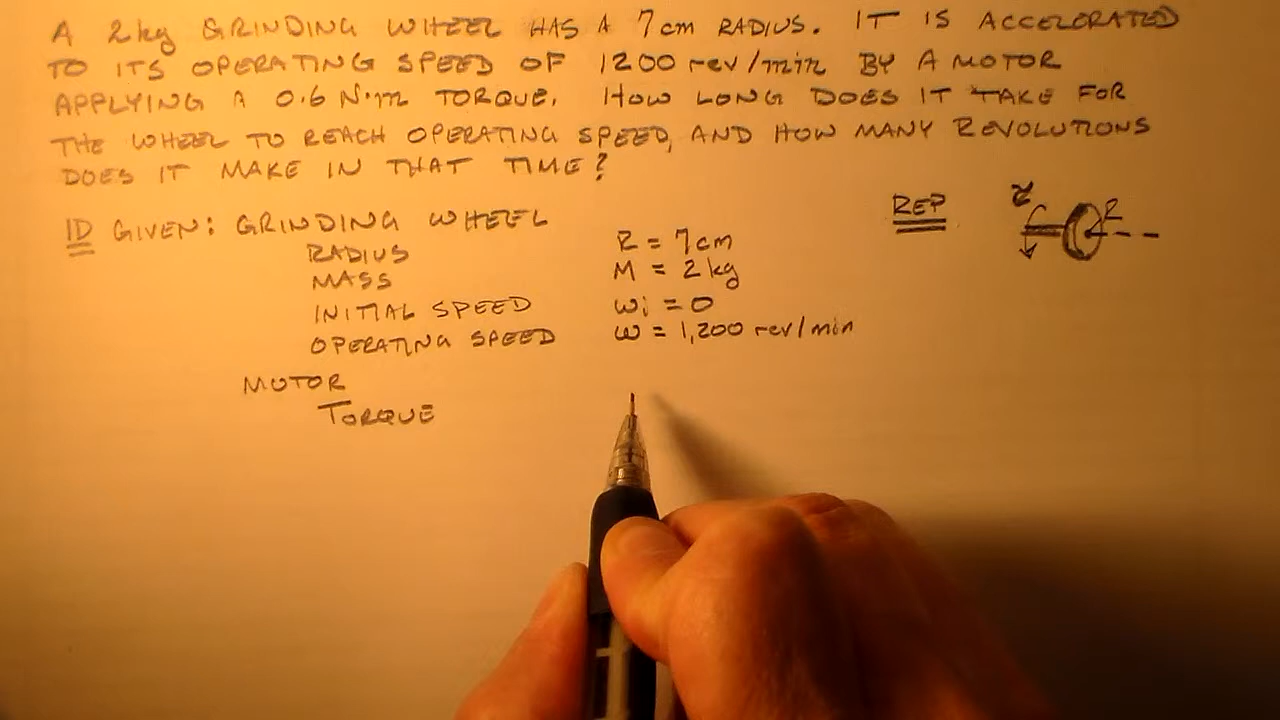 A 2kg GRINDING WHEEL HAS A 7cm RADIUS. IT IS ACCELERATED
TO ITS OPERATING SPEED OF 1200 rev/min BY A MOTOR
APPLYING A 0.6 N·m TORQUE. HOW LONG DOES IT TAKE FOR
THE WHEEL TO REACH OPERATING SPEED, AND HOW MANY REVOLUTIONS
DOES IT MAKE IN THAT TIME?
ID GIVEN: GRINDING WHEEL
RADIUS R = 7cm
MASS M = 2kg
INITIAL SPEED ωi = 0
OPERATING SPEED ω = 1,200 rev/min
MOTOR
TORQUE
REP
τ R